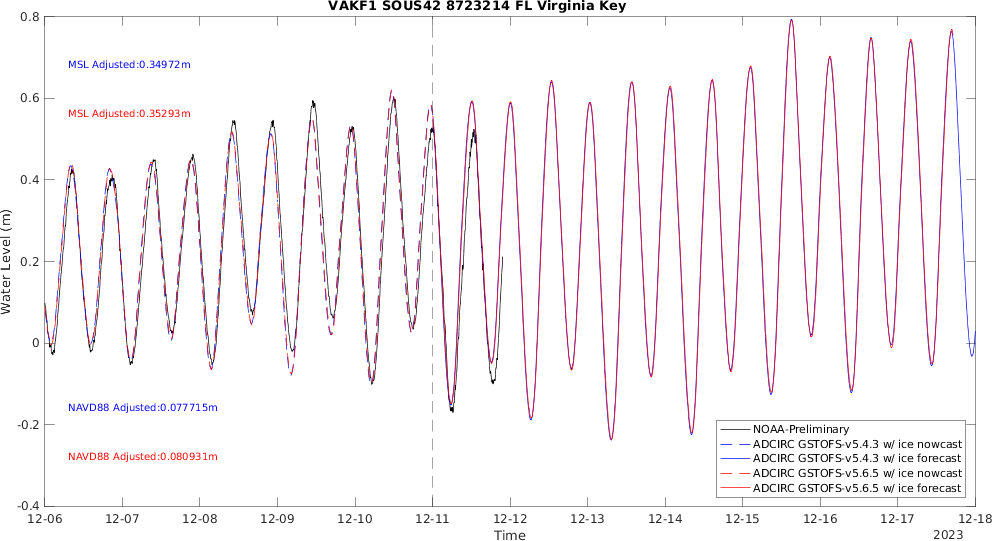 VAKF1 SOUS42 8723214 FL Virginia Key
0.8
0.6
0.4
0.2
0
-0.2
-0.4
Water Level (m)
MSL Adjusted:0.34972m
MSL Adjusted:0.35293m
NAVD88 Adjusted:0.077715m
NAVD88 Adjusted:0.080931m
NOAA-Preliminary
ADCIRC GSTOFS-v5.4.3 w/ ice nowcast
ADCIRC GSTOFS-v5.4.3 w/ ice forecast
ADCIRC GSTOFS-v5.6.5 w/ ice nowcast
ADCIRC GSTOFS-v5.6.5 w/ ice forecast
12-06 12-07 12-08 12-09 12-10 12-11 12-12 12-13 12-14 12-15 12-16 12-17 12-18
Time
2023